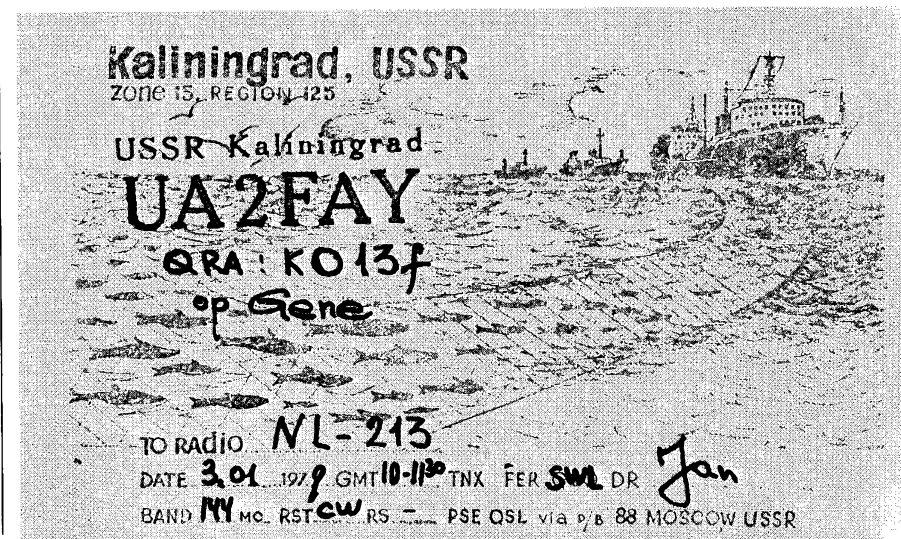 Kaliningrad, USSR
ZONE 15, REGION 125
USSR Kaliningrad
UA2FAY
QRA: KO13f
op Gene
TO RADIO NL-213
DATE 3.01 1979 GMT 10-11³⁰ TNX FER SWL DR Jan
BAND 144 MC. RST CW RS. — PSE QSL via P/B 88 MOSCOW USSR